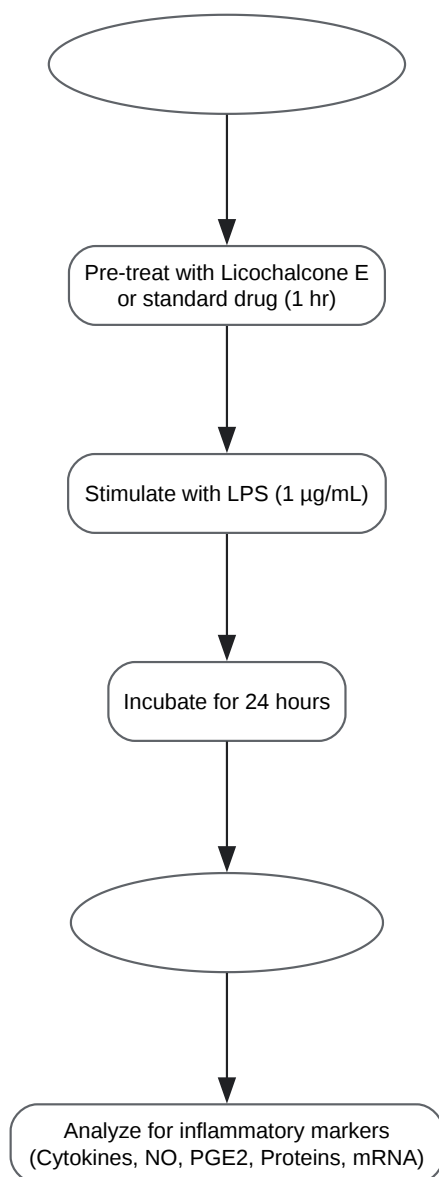 Pre-treat with Licochalcone E
or standard drug (1 hr)
Stimulate with LPS (1 µg/mL)
Incubate for 24 hours
Analyze for inflammatory markers
(Cytokines, NO, PGE2, Proteins, mRNA)